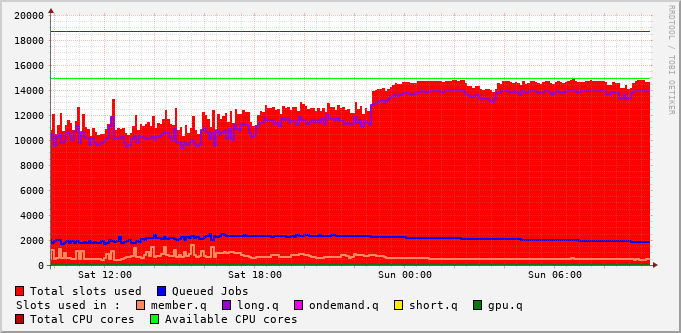 RRDTOOL / TOBI OETIKER
20000
18000
16000
14000
12000
10000
8000
6000
4000
2000
0
Sat 12:00 Sat 18:00 Sun 00:00 Sun 06:00
Total slots used Queued Jobs
Slots used in : member.q long.q ondemand.q short.q gpu.q
Total CPU cores Available CPU cores